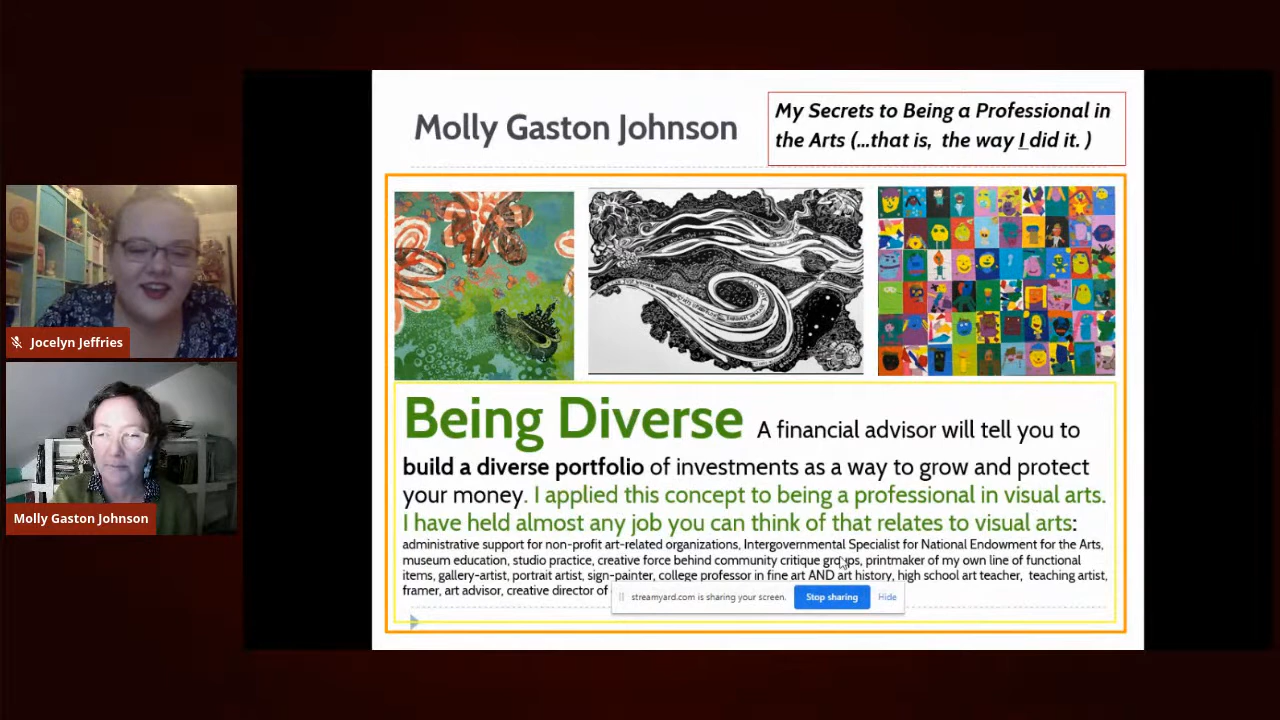 Molly Gaston Johnson
My Secrets to Being a Professional in
the Arts (...that is, the way I did it. )
Jocelyn Jeffries
Molly Gaston Johnson
Being Diverse A financial advisor will tell you to
build a diverse portfolio of investments as a way to grow and protect
your money. I applied this concept to being a professional in visual arts.
I have held almost any job you can think of that relates to visual arts:
administrative support for non-profit art-related organizations, Intergovernmental Specialist for National Endowment for the Arts,
museum education, studio practice, creative force behind community critique groups, printmaker of my own line of functional
items, gallery-artist, portrait artist, sign-painter, college professor in fine art AND art history, high school art teacher, teaching artist,
framer, art advisor, creative director of
streamyard.com is sharing your screen.
Stop sharing
Hide